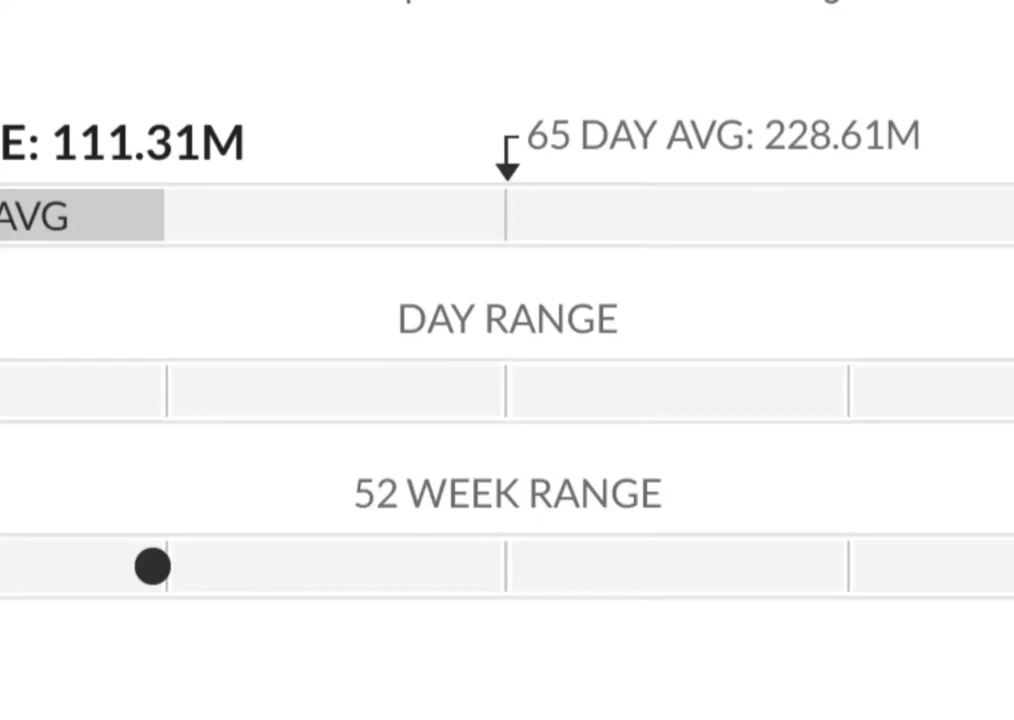 E: 111.31M
65 DAY AVG: 228.61M
AVG
DAY RANGE
52 WEEK RANGE